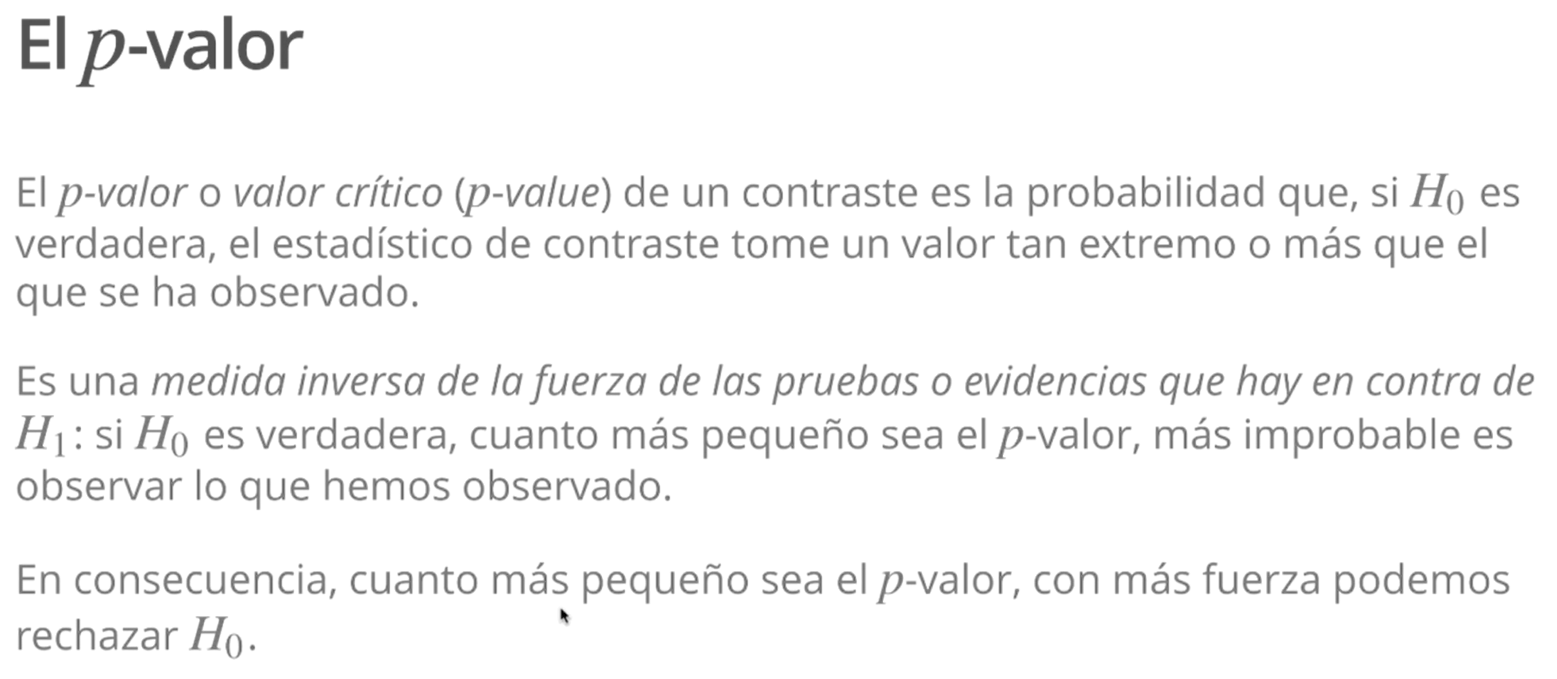 El p-valor
El p-valor o valor crítico (p-value) de un contraste es la probabilidad que, si H₀ es
verdadera, el estadístico de contraste tome un valor tan extremo o más que el
que se ha observado.
Es una medida inversa de la fuerza de las pruebas o evidencias que hay en contra de
H₁: si H₀ es verdadera, cuanto más pequeño sea el p-valor, más improbable es
observar lo que hemos observado.
En consecuencia, cuanto más pequeño sea el p-valor, con más fuerza podemos
rechazar H₀.